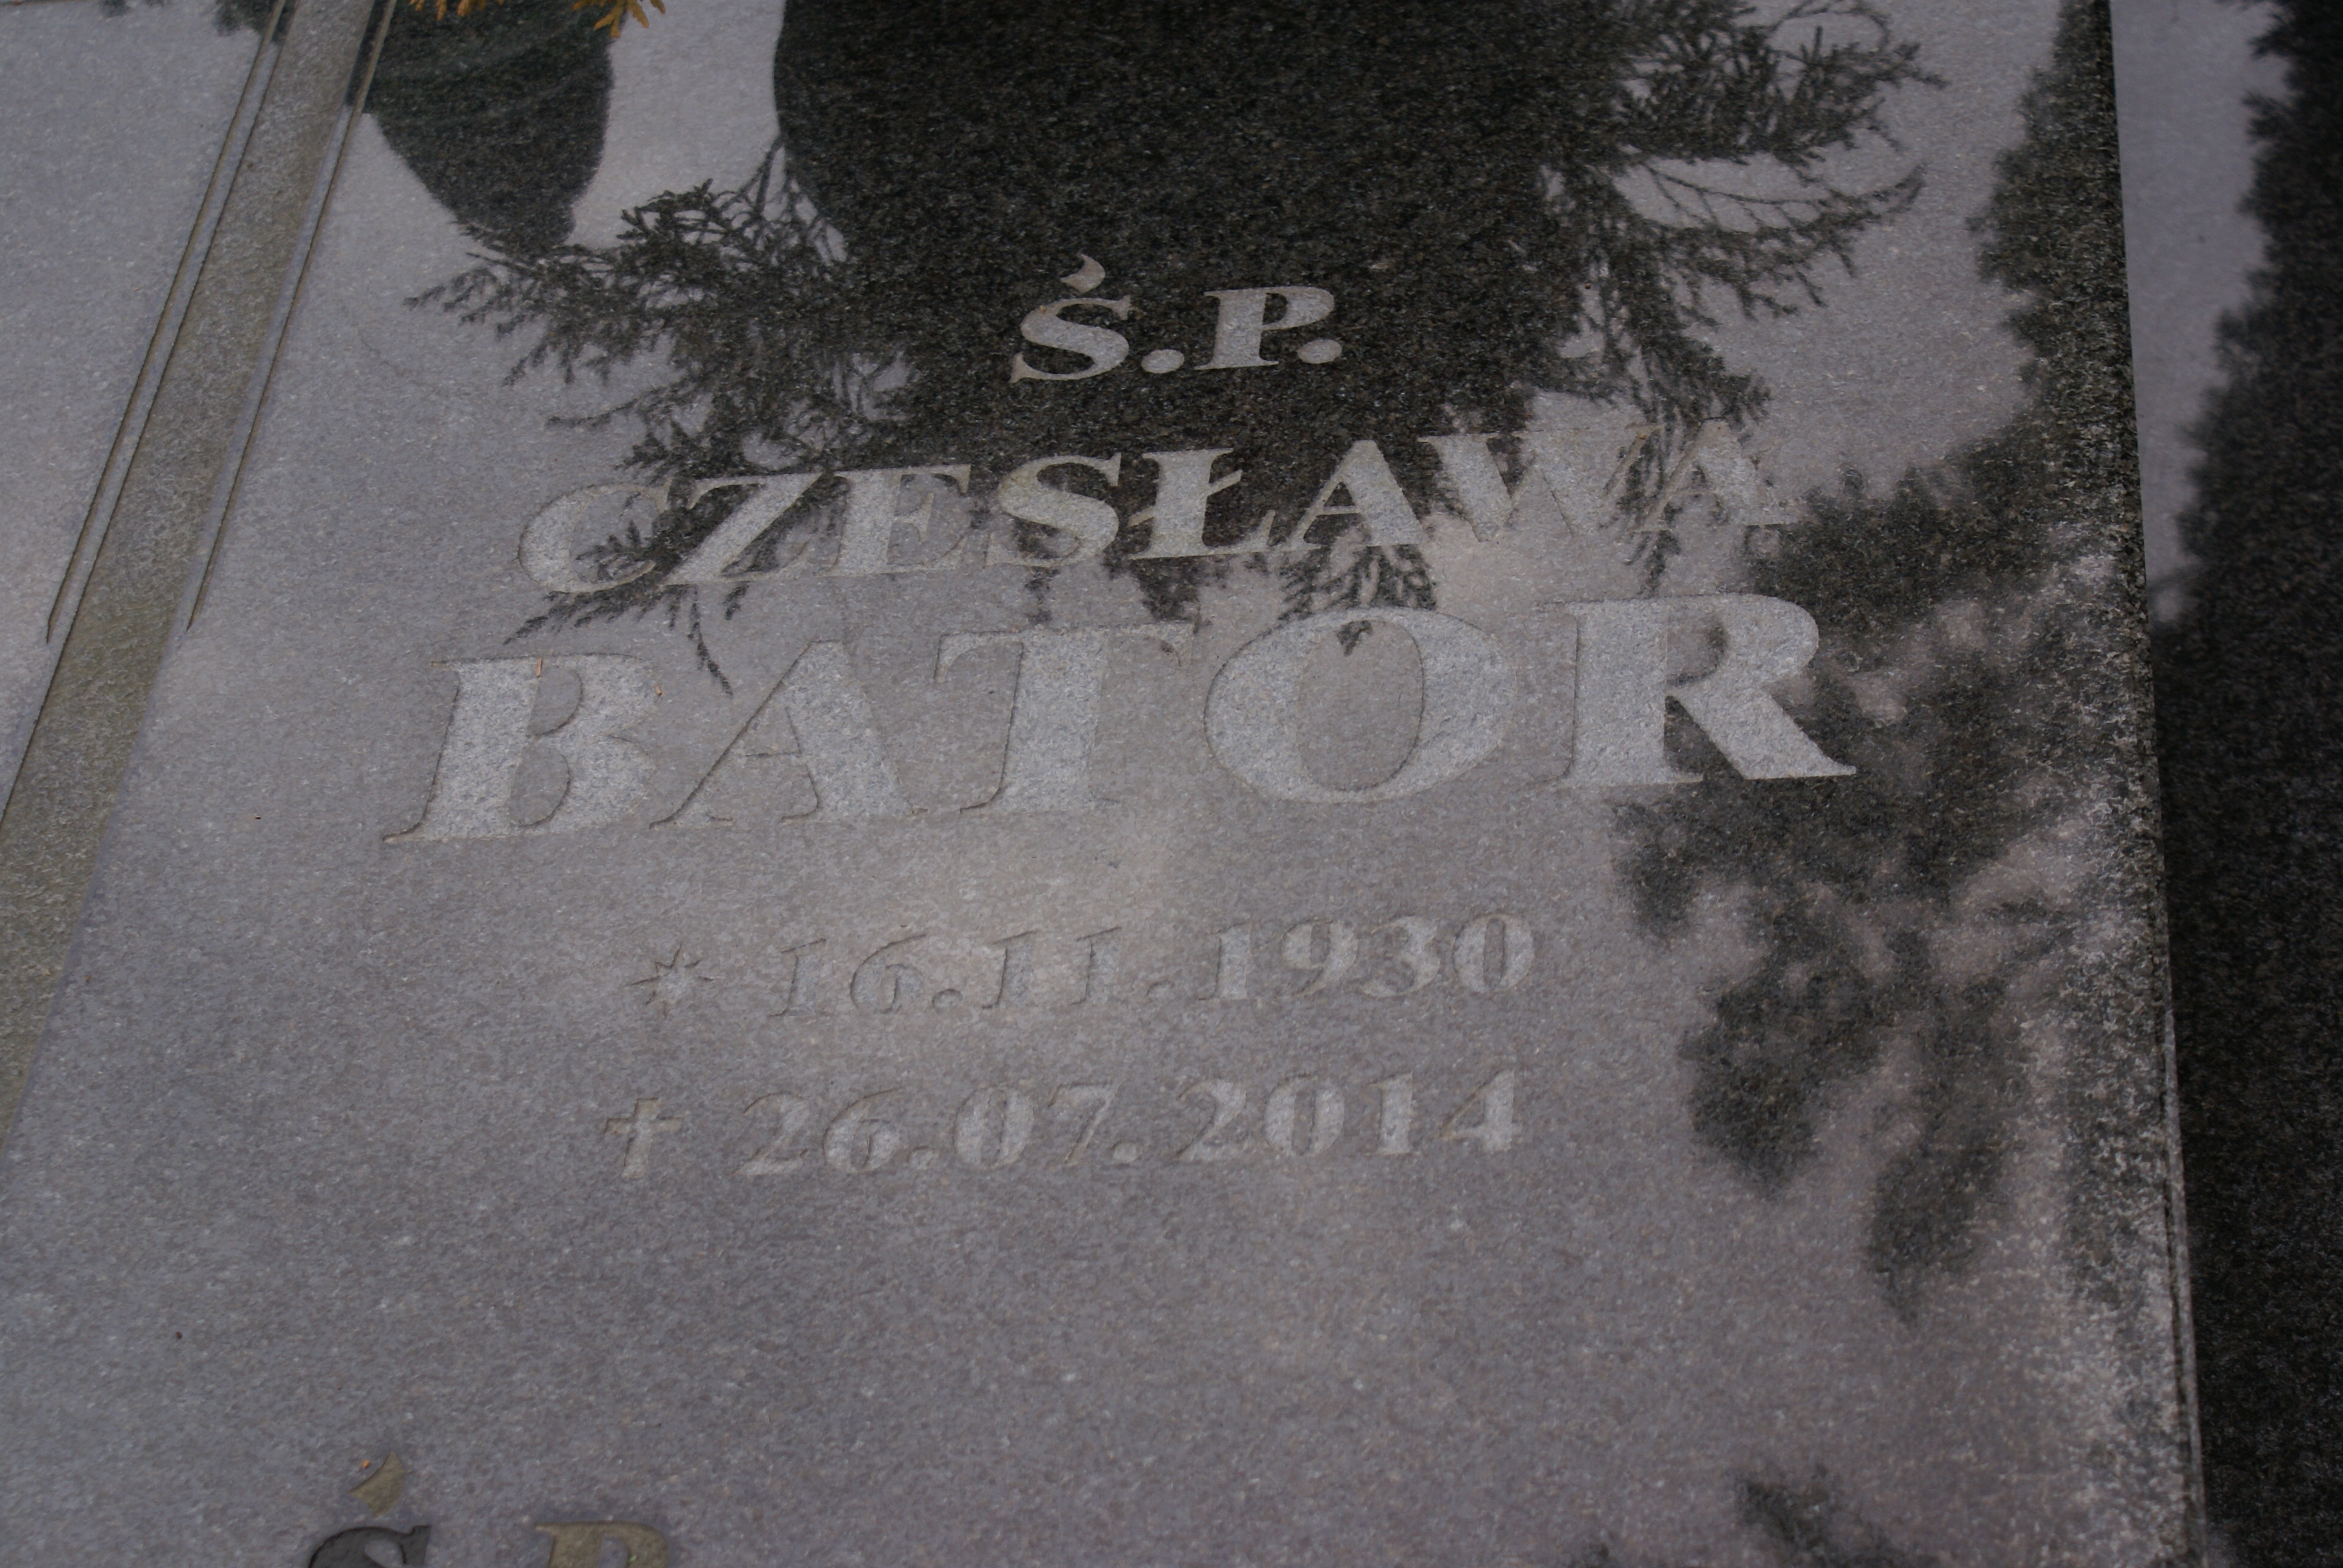 Ś.P.
CZESŁAWA
BATOR
* 16.11.1930
† 26.07.2014
Ś.P.